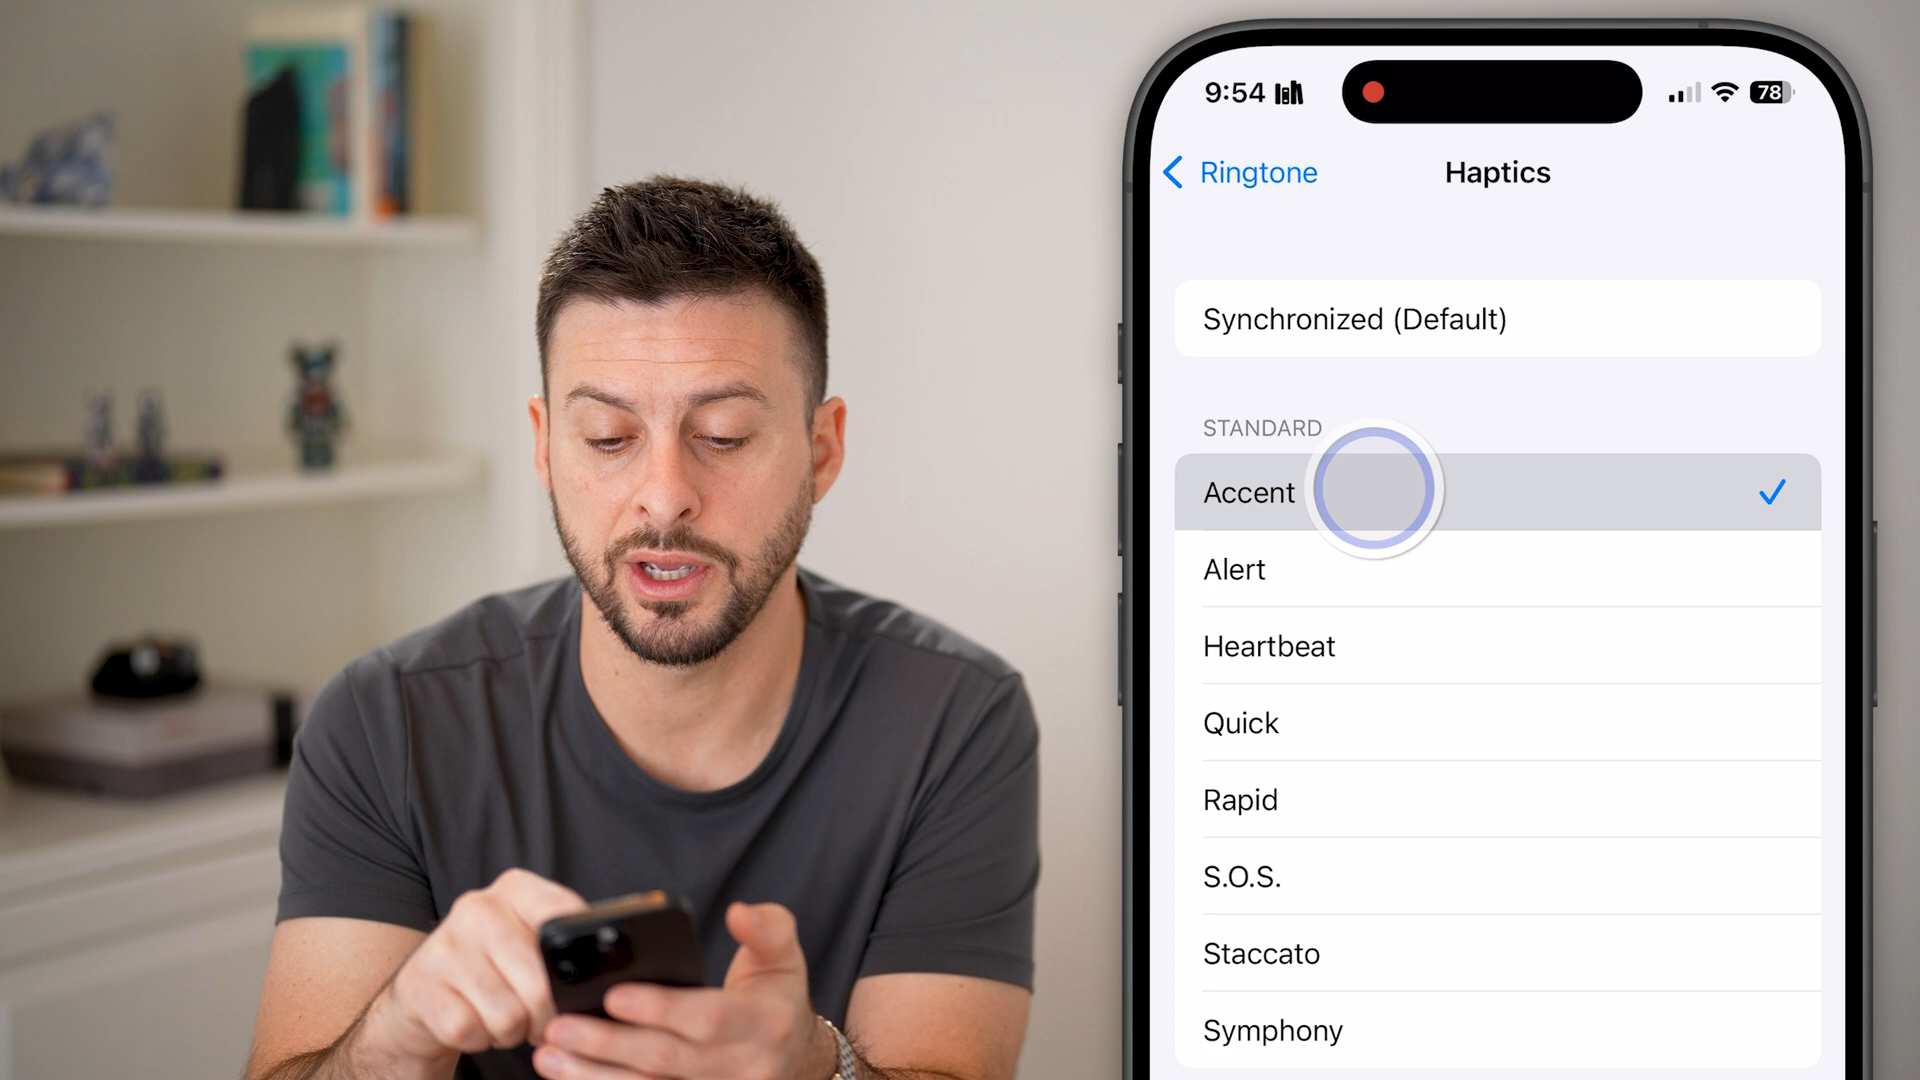 9:54
78
Ringtone
Haptics
Synchronized (Default)
STANDARD
Accent
Alert
Heartbeat
Quick
Rapid
S.O.S.
Staccato
Symphony